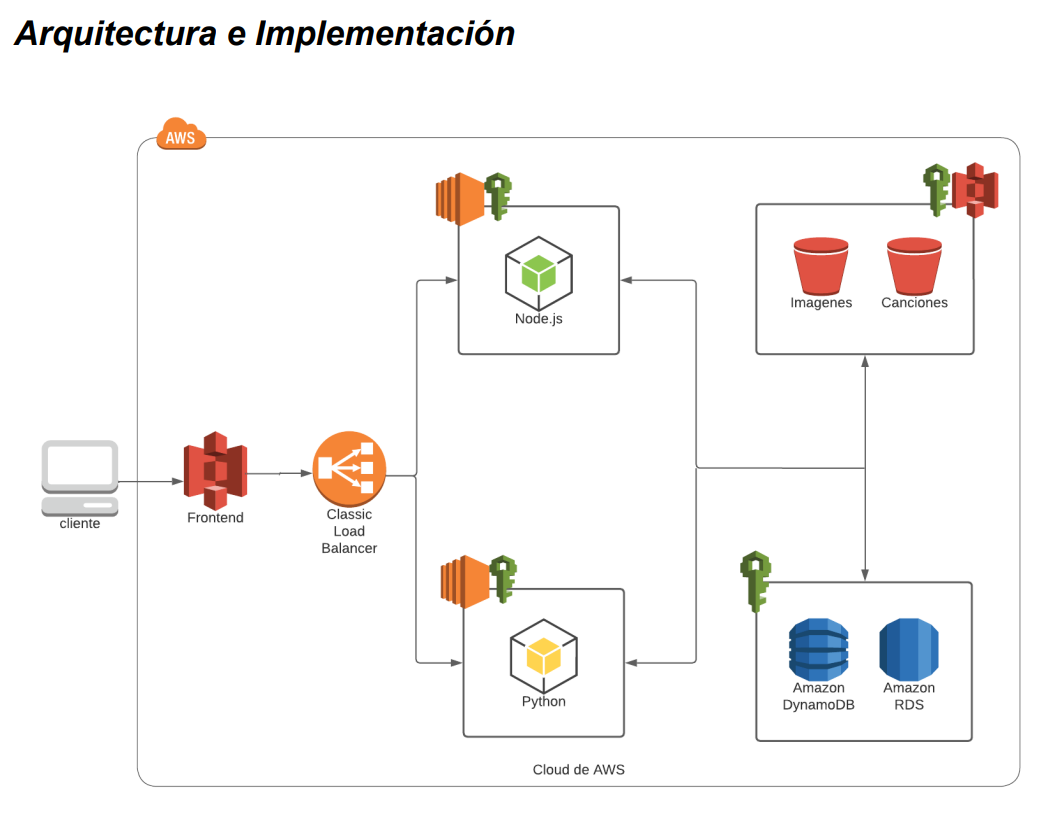 Arquitectura e Implementación
AWS
Node.js
Imagenes
Canciones
cliente
Frontend
Classic
Load
Balancer
Python
Amazon
DynamoDB
Amazon
RDS
Cloud de AWS